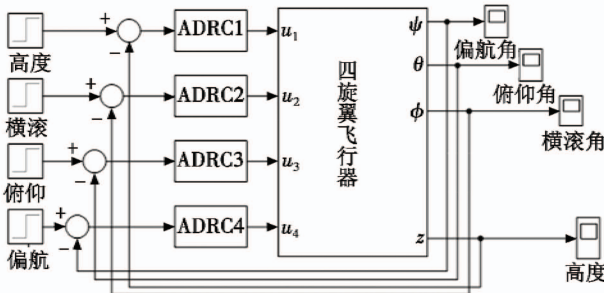 高度
横滚
俯仰
偏航
+
−
+
−
+
−
+
−
ADRC1
ADRC2
ADRC3
ADRC4
u1
u2
u3
u4
四旋翼飞行器
ψ
θ
ϕ
z
偏航角
俯仰角
横滚角
高度